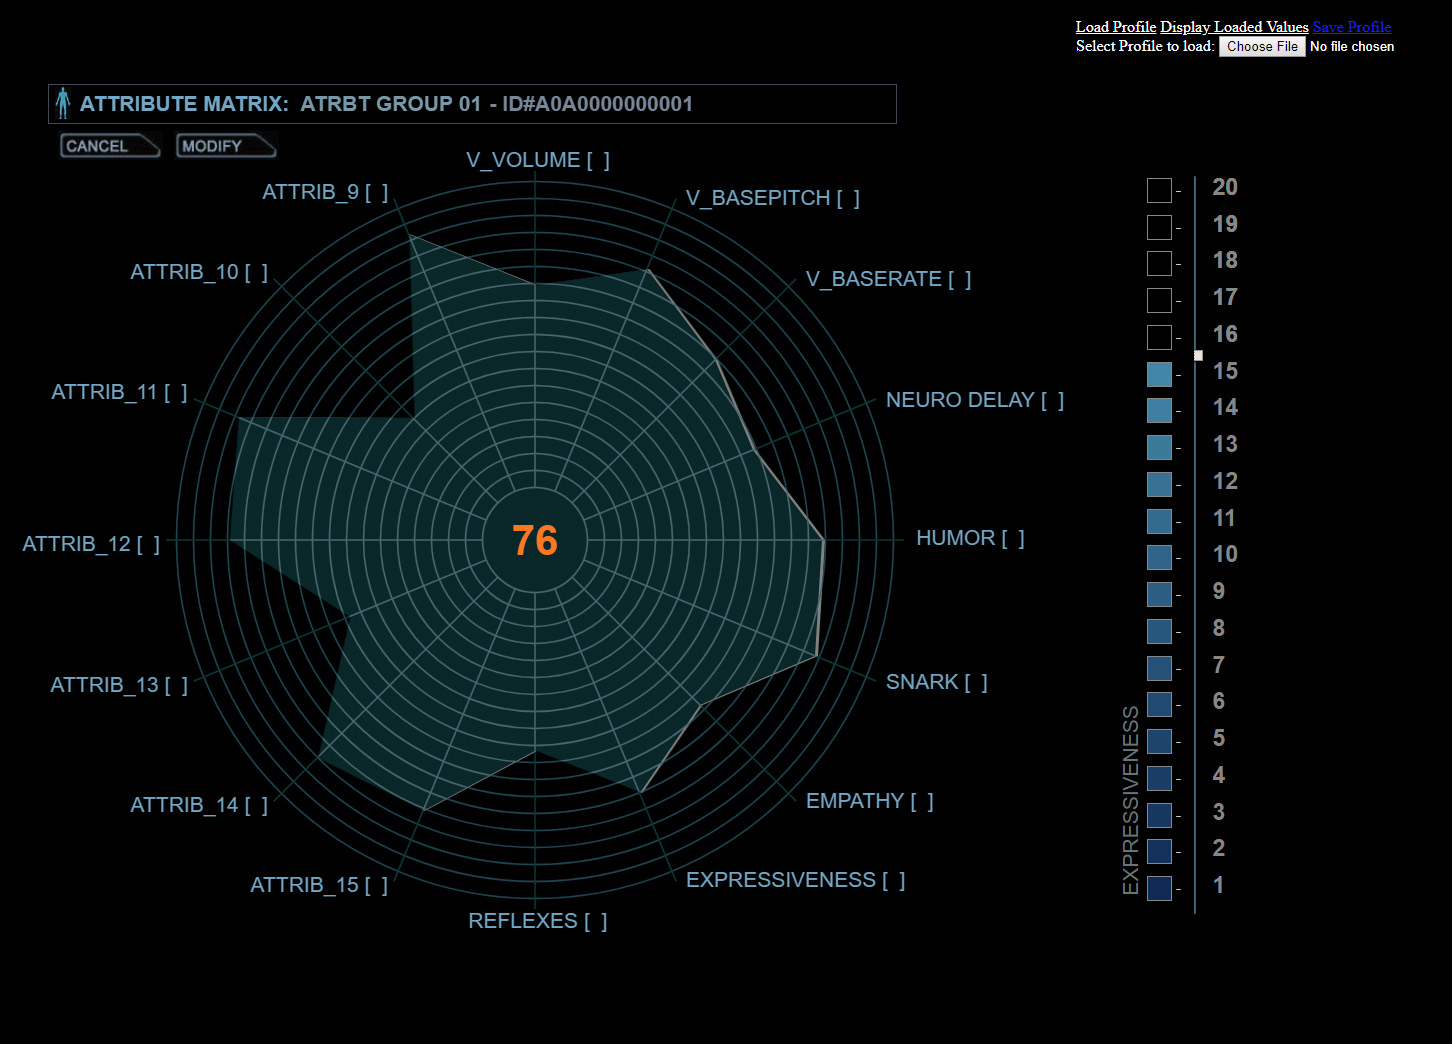 Load Profile Display Loaded Values Save Profile
Select Profile to load: Choose File No file chosen
ATTRIBUTE MATRIX: ATRBT GROUP 01 - ID#A0A0000000001
CANCEL MODIFY
V_VOLUME [ ]
ATTRIB_9 [ ]
V_BASEPITCH [ ]
ATTRIB_10 [ ]
V_BASERATE [ ]
ATTRIB_11 [ ]
NEURO DELAY [ ]
ATTRIB_12 [ ]
76
HUMOR [ ]
ATTRIB_13 [ ]
SNARK [ ]
ATTRIB_14 [ ]
EMPATHY [ ]
ATTRIB_15 [ ]
EXPRESSIVENESS [ ]
REFLEXES [ ]
EXPRESSIVENESS
- 20
- 19
- 18
- 17
- 16
- 15
- 14
- 13
- 12
- 11
- 10
- 9
- 8
- 7
- 6
- 5
- 4
- 3
- 2
- 1